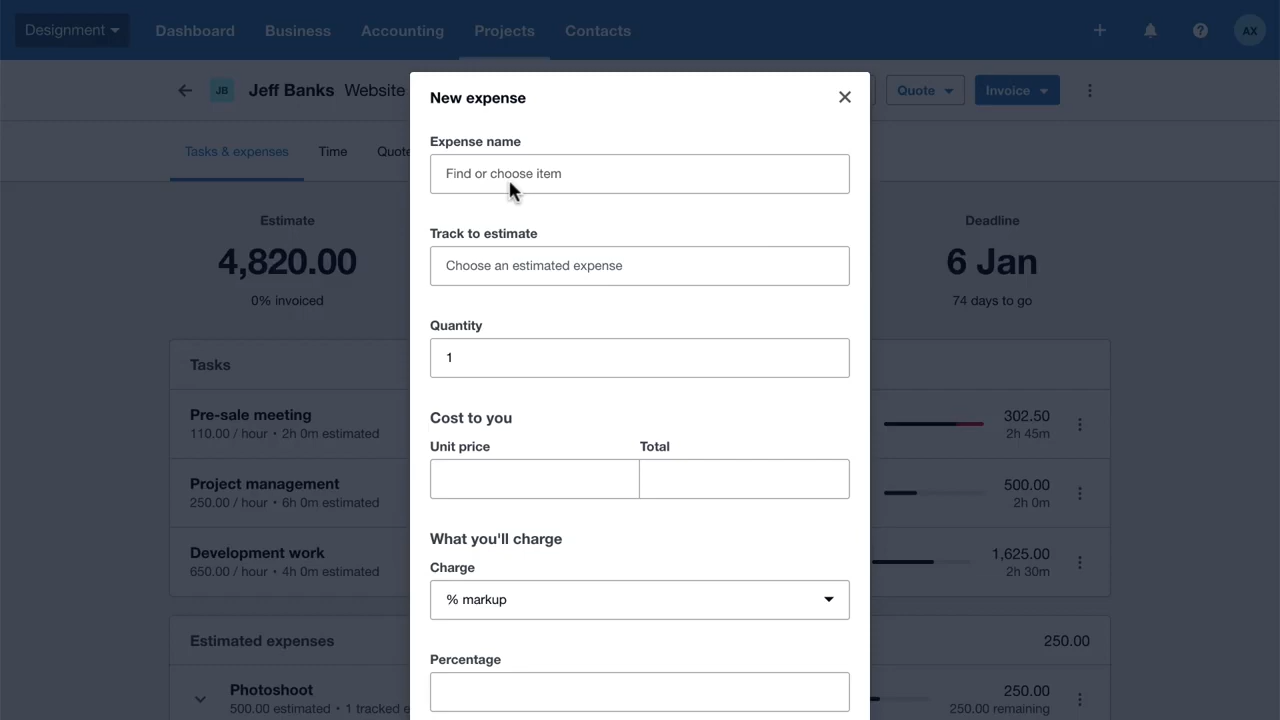 Designment Dashboard Business Accounting Projects Contacts AX
JB Jeff Banks Website Quote Invoice
Tasks & expenses Time Quote
Estimate
4,820.00
0% invoiced
Deadline
6 Jan
74 days to go
Tasks
Pre-sale meeting
110.00 / hour • 2h 0m estimated
302.50
2h 45m
Project management
250.00 / hour • 6h 0m estimated
500.00
2h 0m
Development work
650.00 / hour • 4h 0m estimated
1,625.00
2h 30m
Estimated expenses 250.00
Photoshoot
500.00 estimated • 1 tracked e
250.00
250.00 remaining
New expense
Expense name
Find or choose item
Track to estimate
Choose an estimated expense
Quantity
1
Cost to you
Unit price Total
What you'll charge
Charge
% markup
Percentage